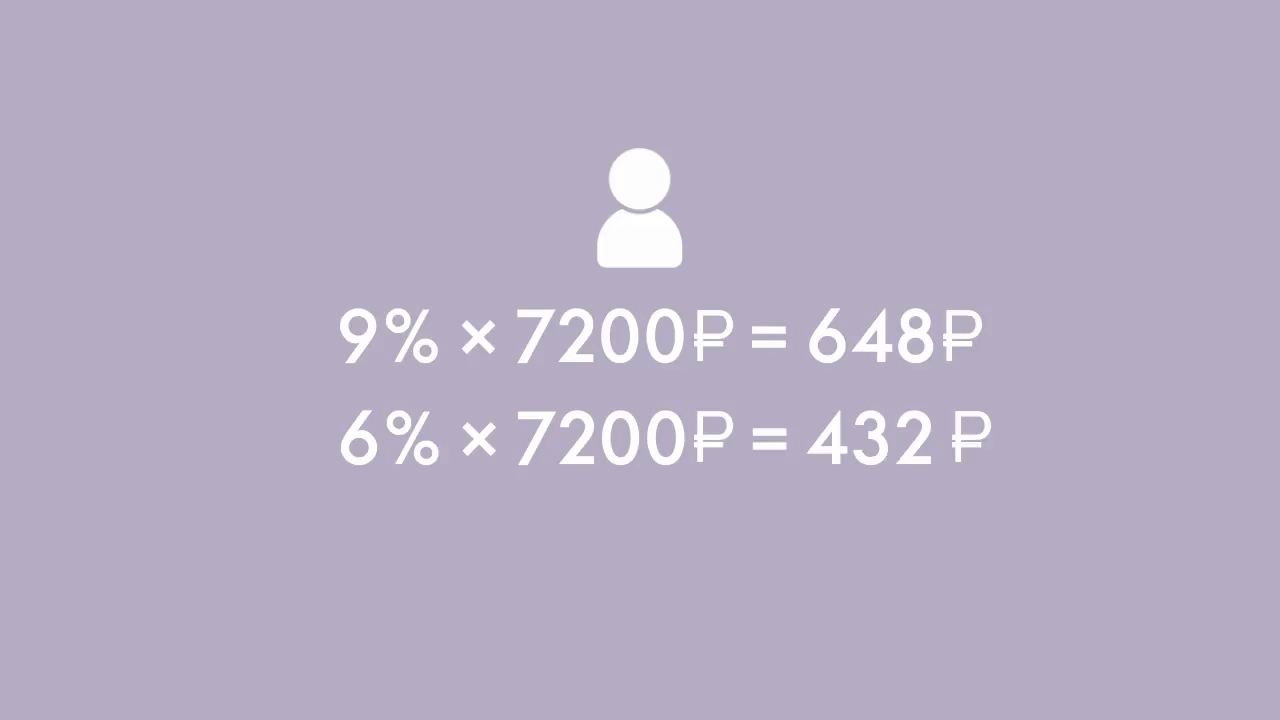 9% × 7200₽ = 648₽
6% × 7200₽ = 432 ₽